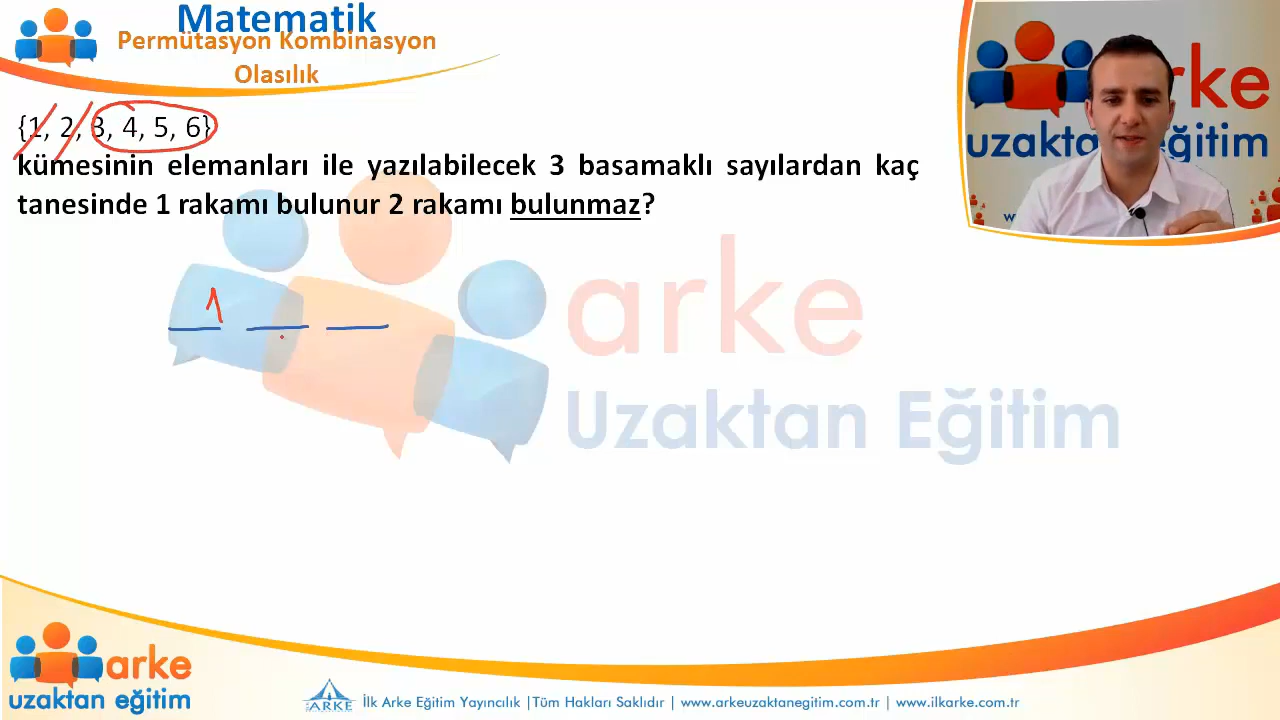 Matematik
Permütasyon Kombinasyon
Olasılık
{1, 2, 3, 4, 5, 6}
kümesinin elemanları ile yazılabilecek 3 basamaklı sayılardan kaç
tanesinde 1 rakamı bulunur 2 rakamı bulunmaz?
1
arke
Uzaktan Eğitim
rke
uzaktan eğitim
arke
uzaktan eğitim
ARKE
İlk Arke Eğitim Yayıncılık |Tüm Hakları Saklıdır | www.arkeuzaktanegitim.com.tr | www.ilkarke.com.tr